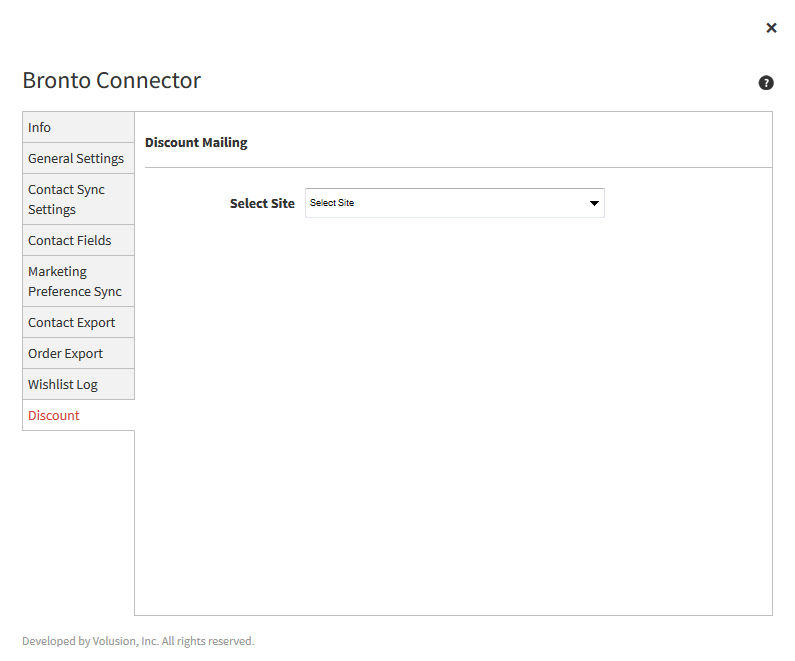 Bronto Connector
Info
General Settings
Contact Sync
Settings
Contact Fields
Marketing
Preference Sync
Contact Export
Order Export
Wishlist Log
Discount
Discount Mailing
Select Site
Select Site
Developed by Volusion, Inc. All rights reserved.